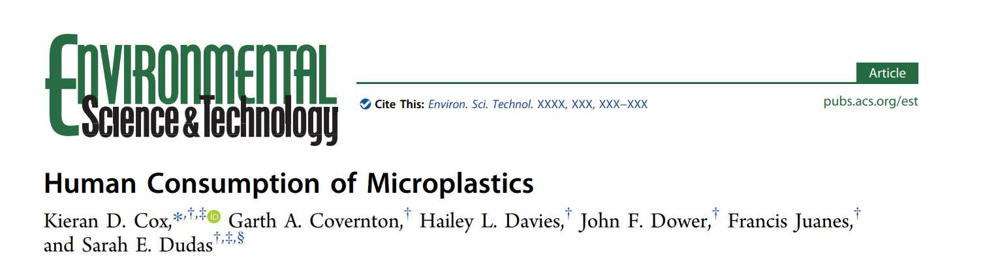 ENVIRONMENTAL
Science & Technology
Article
Cite This: Environ. Sci. Technol. XXXX, XXX, XXX−XXX
pubs.acs.org/est
Human Consumption of Microplastics
Kieran D. Cox,*,†,‡ iD Garth A. Covernton,† Hailey L. Davies,† John F. Dower,† Francis Juanes,†
and Sarah E. Dudas†,‡,§